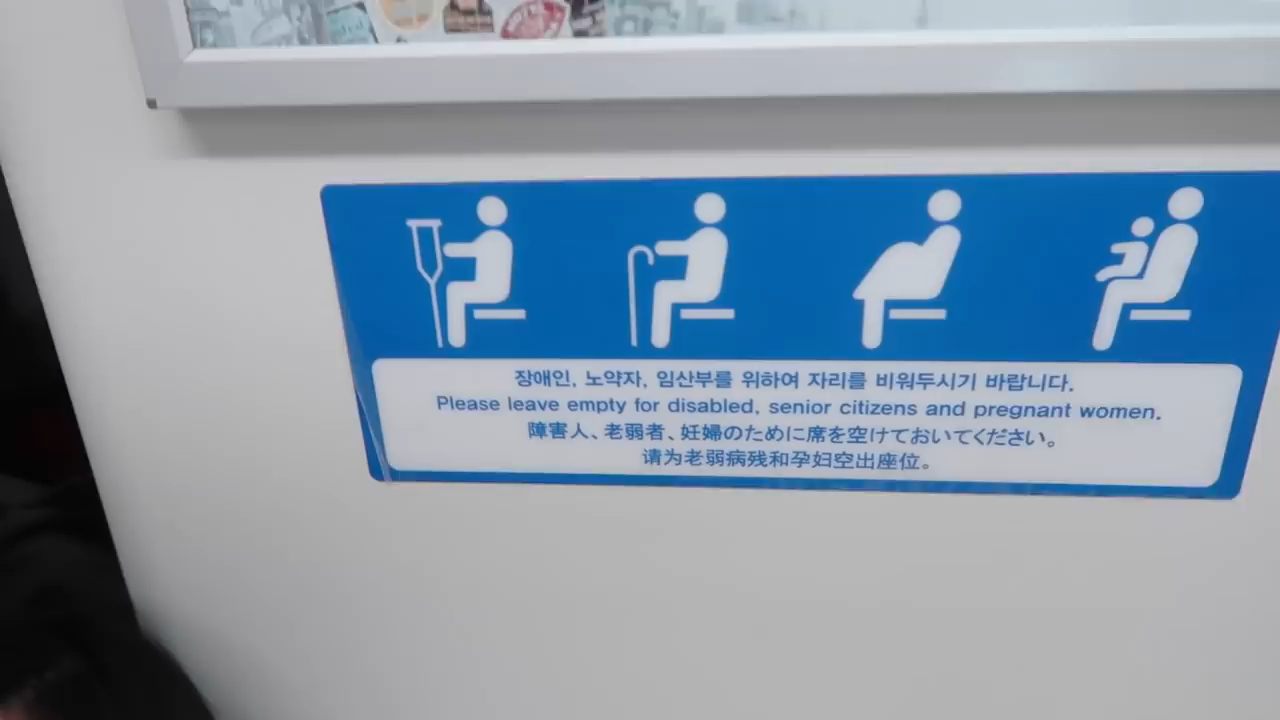 장애인, 노약자, 임산부를 위하여 자리를 비워두시기 바랍니다.
Please leave empty for disabled, senior citizens and pregnant women.
障害人、老弱者、妊婦のために席を空けておいてください。
请为老弱病残和孕妇空出座位。